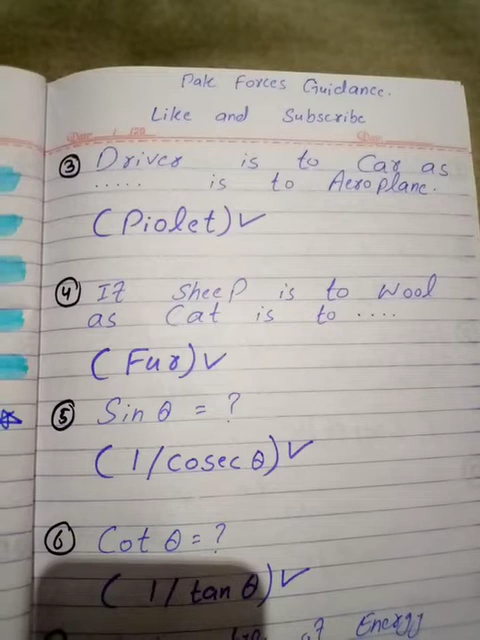 Pak Forces Guidance.
Like and Subscribe
③ Driver is to Car as
..... is to Aeroplane.
(Piolet) ✓
④ If Sheep is to Wool
as Cat is to ....
(Fur) ✓
⑤ Sin θ = ?
(1/cosec θ) ✓
⑥ Cot θ = ?
(1/tan θ) ✓
Energy